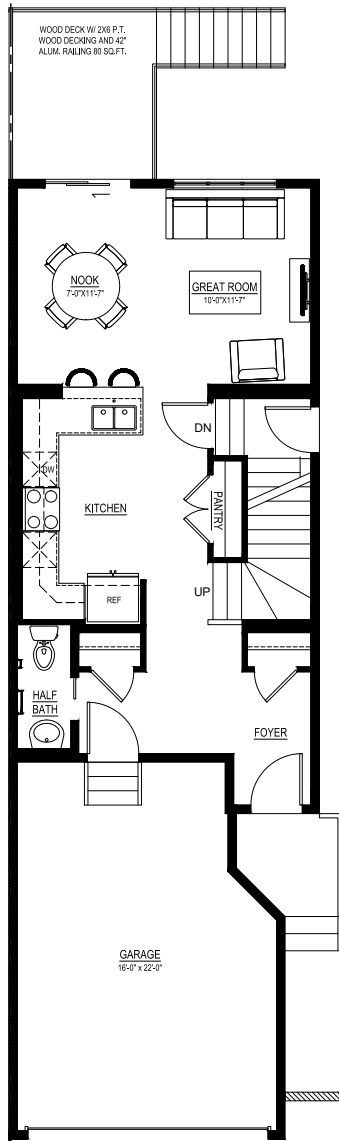 WOOD DECK W/ 2X6 P.T.
WOOD DECKING AND 42"
ALUM. RAILING 80 SQ.FT.
NOOK
7'-0"X11'-7"
GREAT ROOM
10'-0"X11'-7"
DN
DW
KITCHEN
PANTRY
UP
REF
HALF
BATH
FOYER
GARAGE
16'-0" x 22'-0"